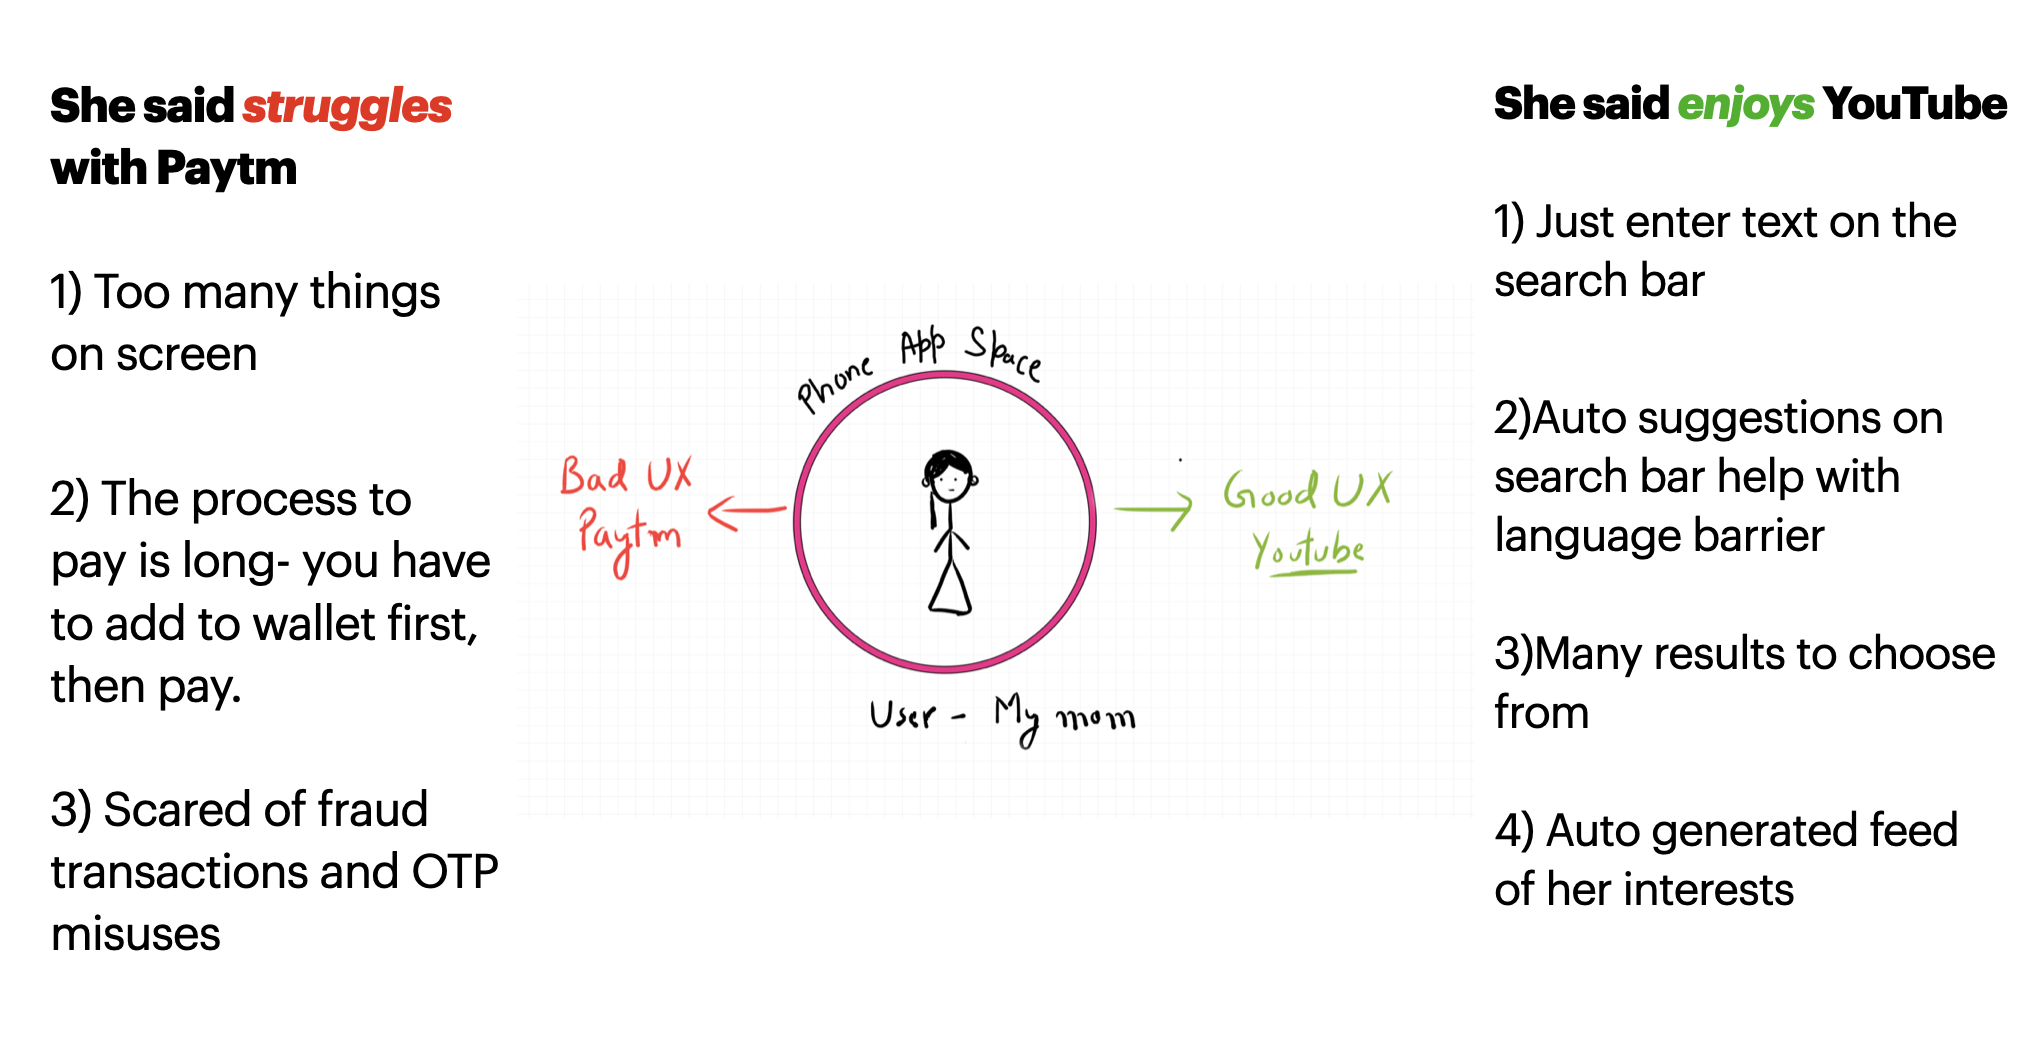 She said struggles
with Paytm
1) Too many things
on screen
2) The process to
pay is long- you have
to add to wallet first,
then pay.
3) Scared of fraud
transactions and OTP
misuses
Phone App Space
Bad UX
Paytm
Good UX
Youtube
User - My mom
She said enjoys YouTube
1) Just enter text on the
search bar
2)Auto suggestions on
search bar help with
language barrier
3)Many results to choose
from
4) Auto generated feed
of her interests